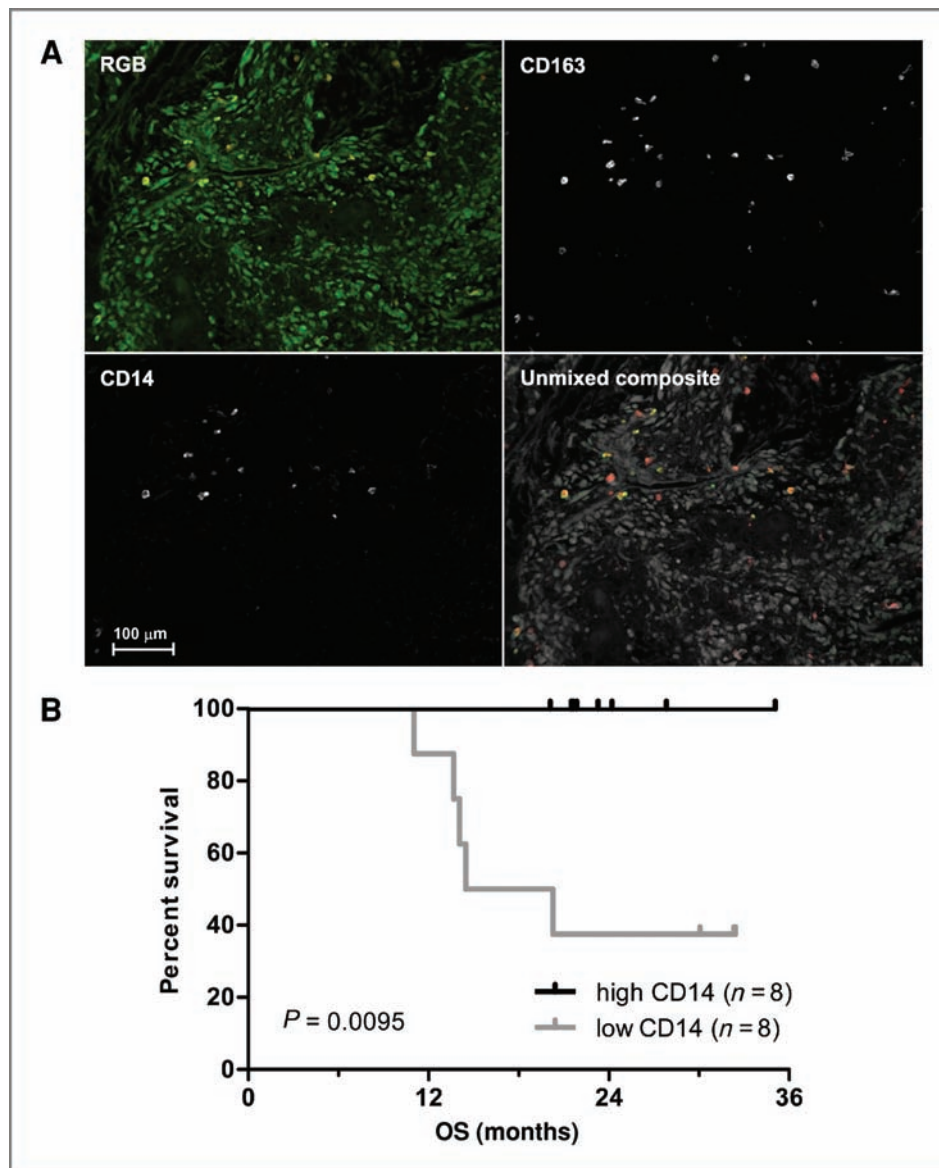 A
RGB
CD163
CD14
Unmixed composite
100 μm
B
100
80
60
40
20
0
Percent survival
P = 0.0095
high CD14 (n = 8)
low CD14 (n = 8)
0 12 24 36
OS (months)